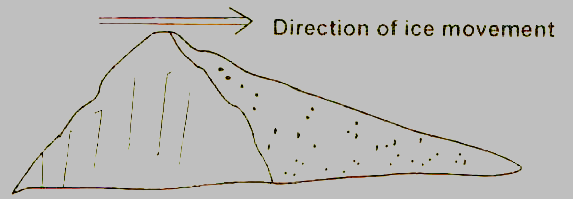 Direction of ice movement